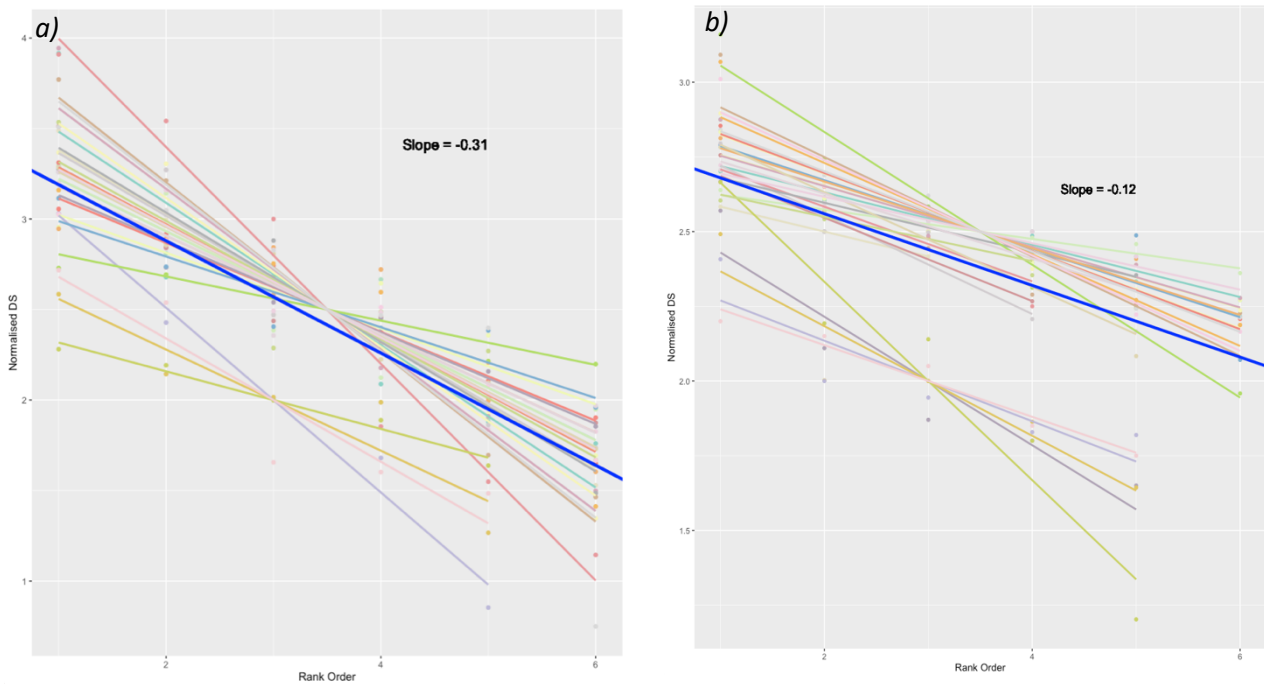 a)
4
3
2
1
Normalised DS
Slope = -0.31
2
4
6
Rank Order
b)
3.0
2.5
2.0
1.5
Normalised DS
Slope = -0.12
2
4
6
Rank Order